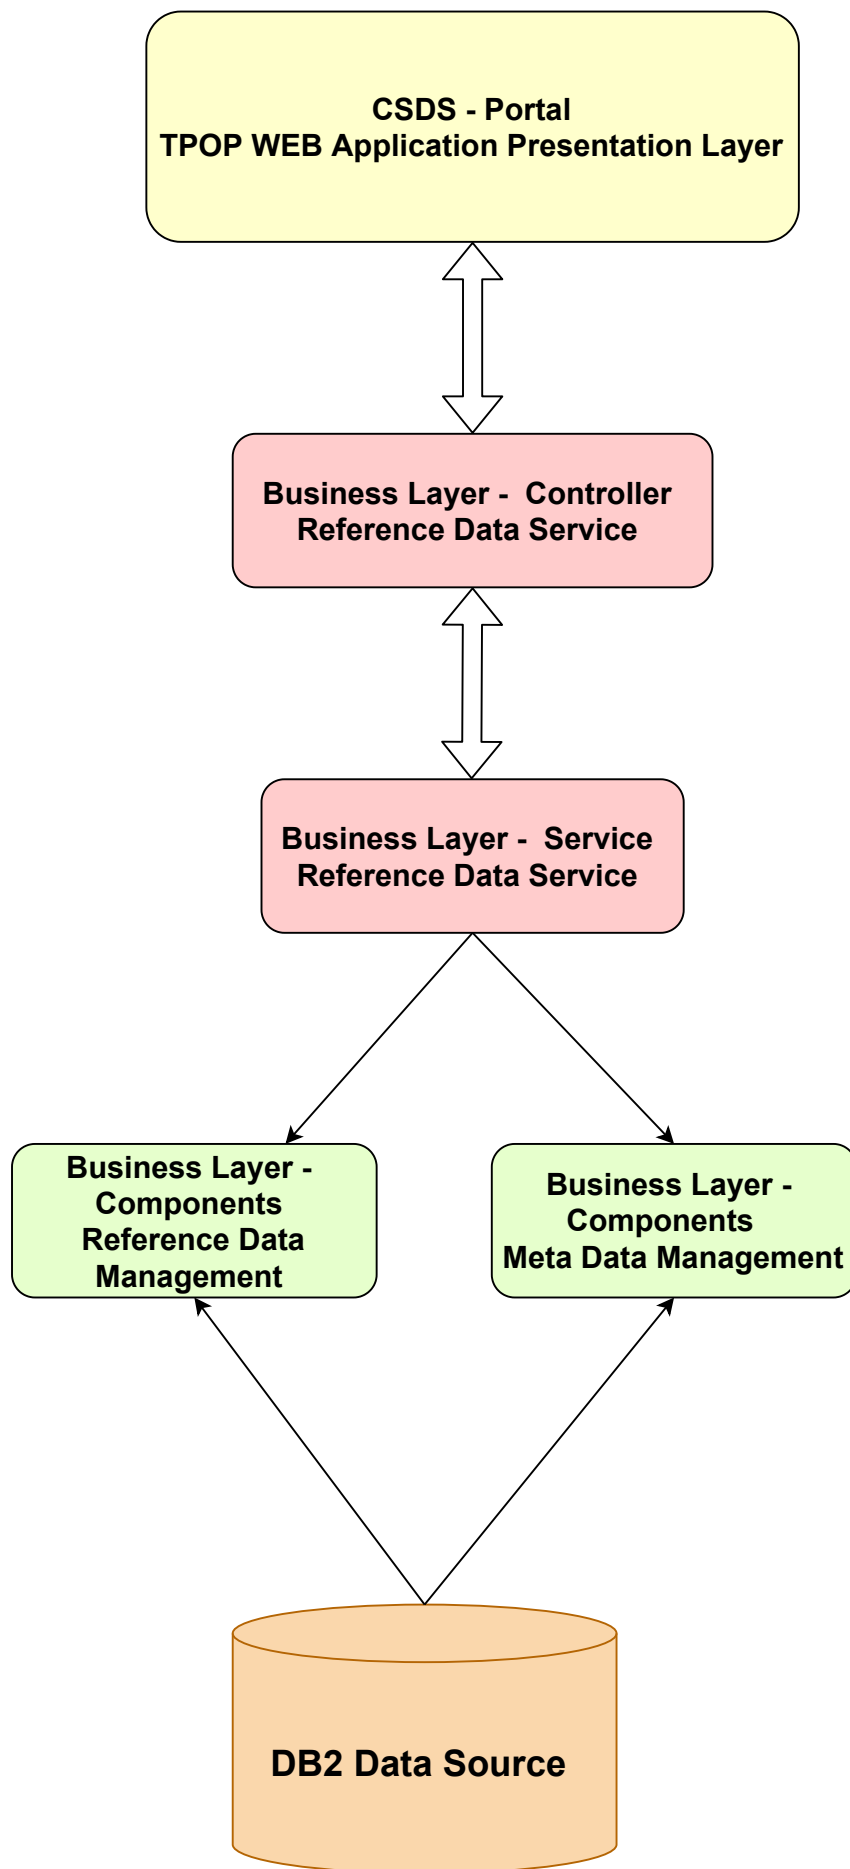 CSDS - Portal
TPOP WEB Application Presentation Layer
Business Layer - Controller
Reference Data Service
Business Layer - Service
Reference Data Service
Business Layer -
Components
Reference Data
Management
Business Layer -
Components
Meta Data Management
DB2 Data Source